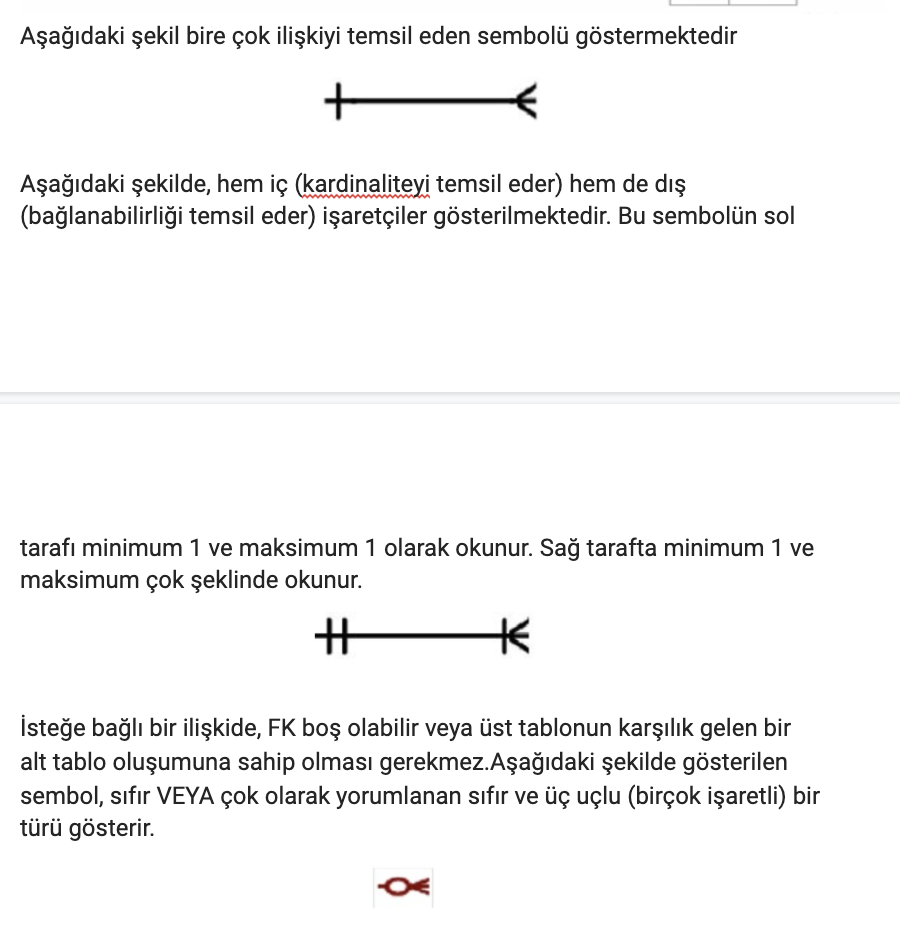 Aşağıdaki şekil bire çok ilişkiyi temsil eden sembolü göstermektedir
Aşağıdaki şekilde, hem iç (kardinaliteyi temsil eder) hem de dış
(bağlanabilirliği temsil eder) işaretçiler gösterilmektedir. Bu sembolün sol
tarafı minimum 1 ve maksimum 1 olarak okunur. Sağ tarafta minimum 1 ve
maksimum çok şeklinde okunur.
İsteğe bağlı bir ilişkide, FK boş olabilir veya üst tablonun karşılık gelen bir
alt tablo oluşumuna sahip olması gerekmez.Aşağıdaki şekilde gösterilen
sembol, sıfır VEYA çok olarak yorumlanan sıfır ve üç uçlu (birçok işaretli) bir
türü gösterir.